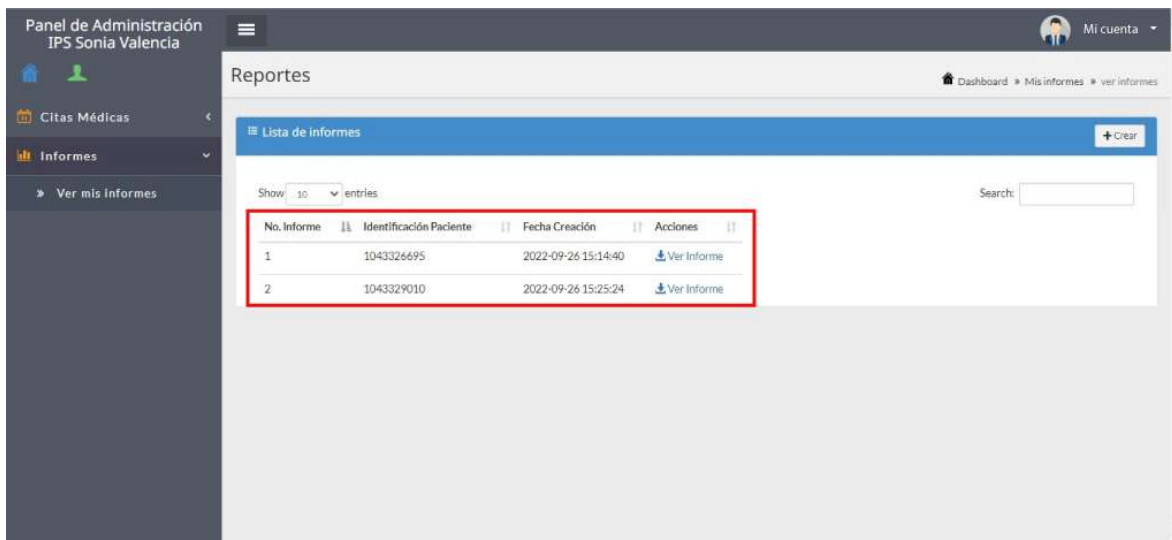 Panel de Administración
IPS Sonia Valencia
Mi cuenta
Reportes
Dashboard » Mis informes » ver informes
Citas Médicas
Informes
» Ver mis informes
Lista de informes
+ Crear
Show 10 entries
Search:
No. Informe Identificación Paciente Fecha Creación Acciones
1 1043326695 2022-09-26 15:14:40 Ver Informe
2 1043329010 2022-09-26 15:25:24 Ver Informe